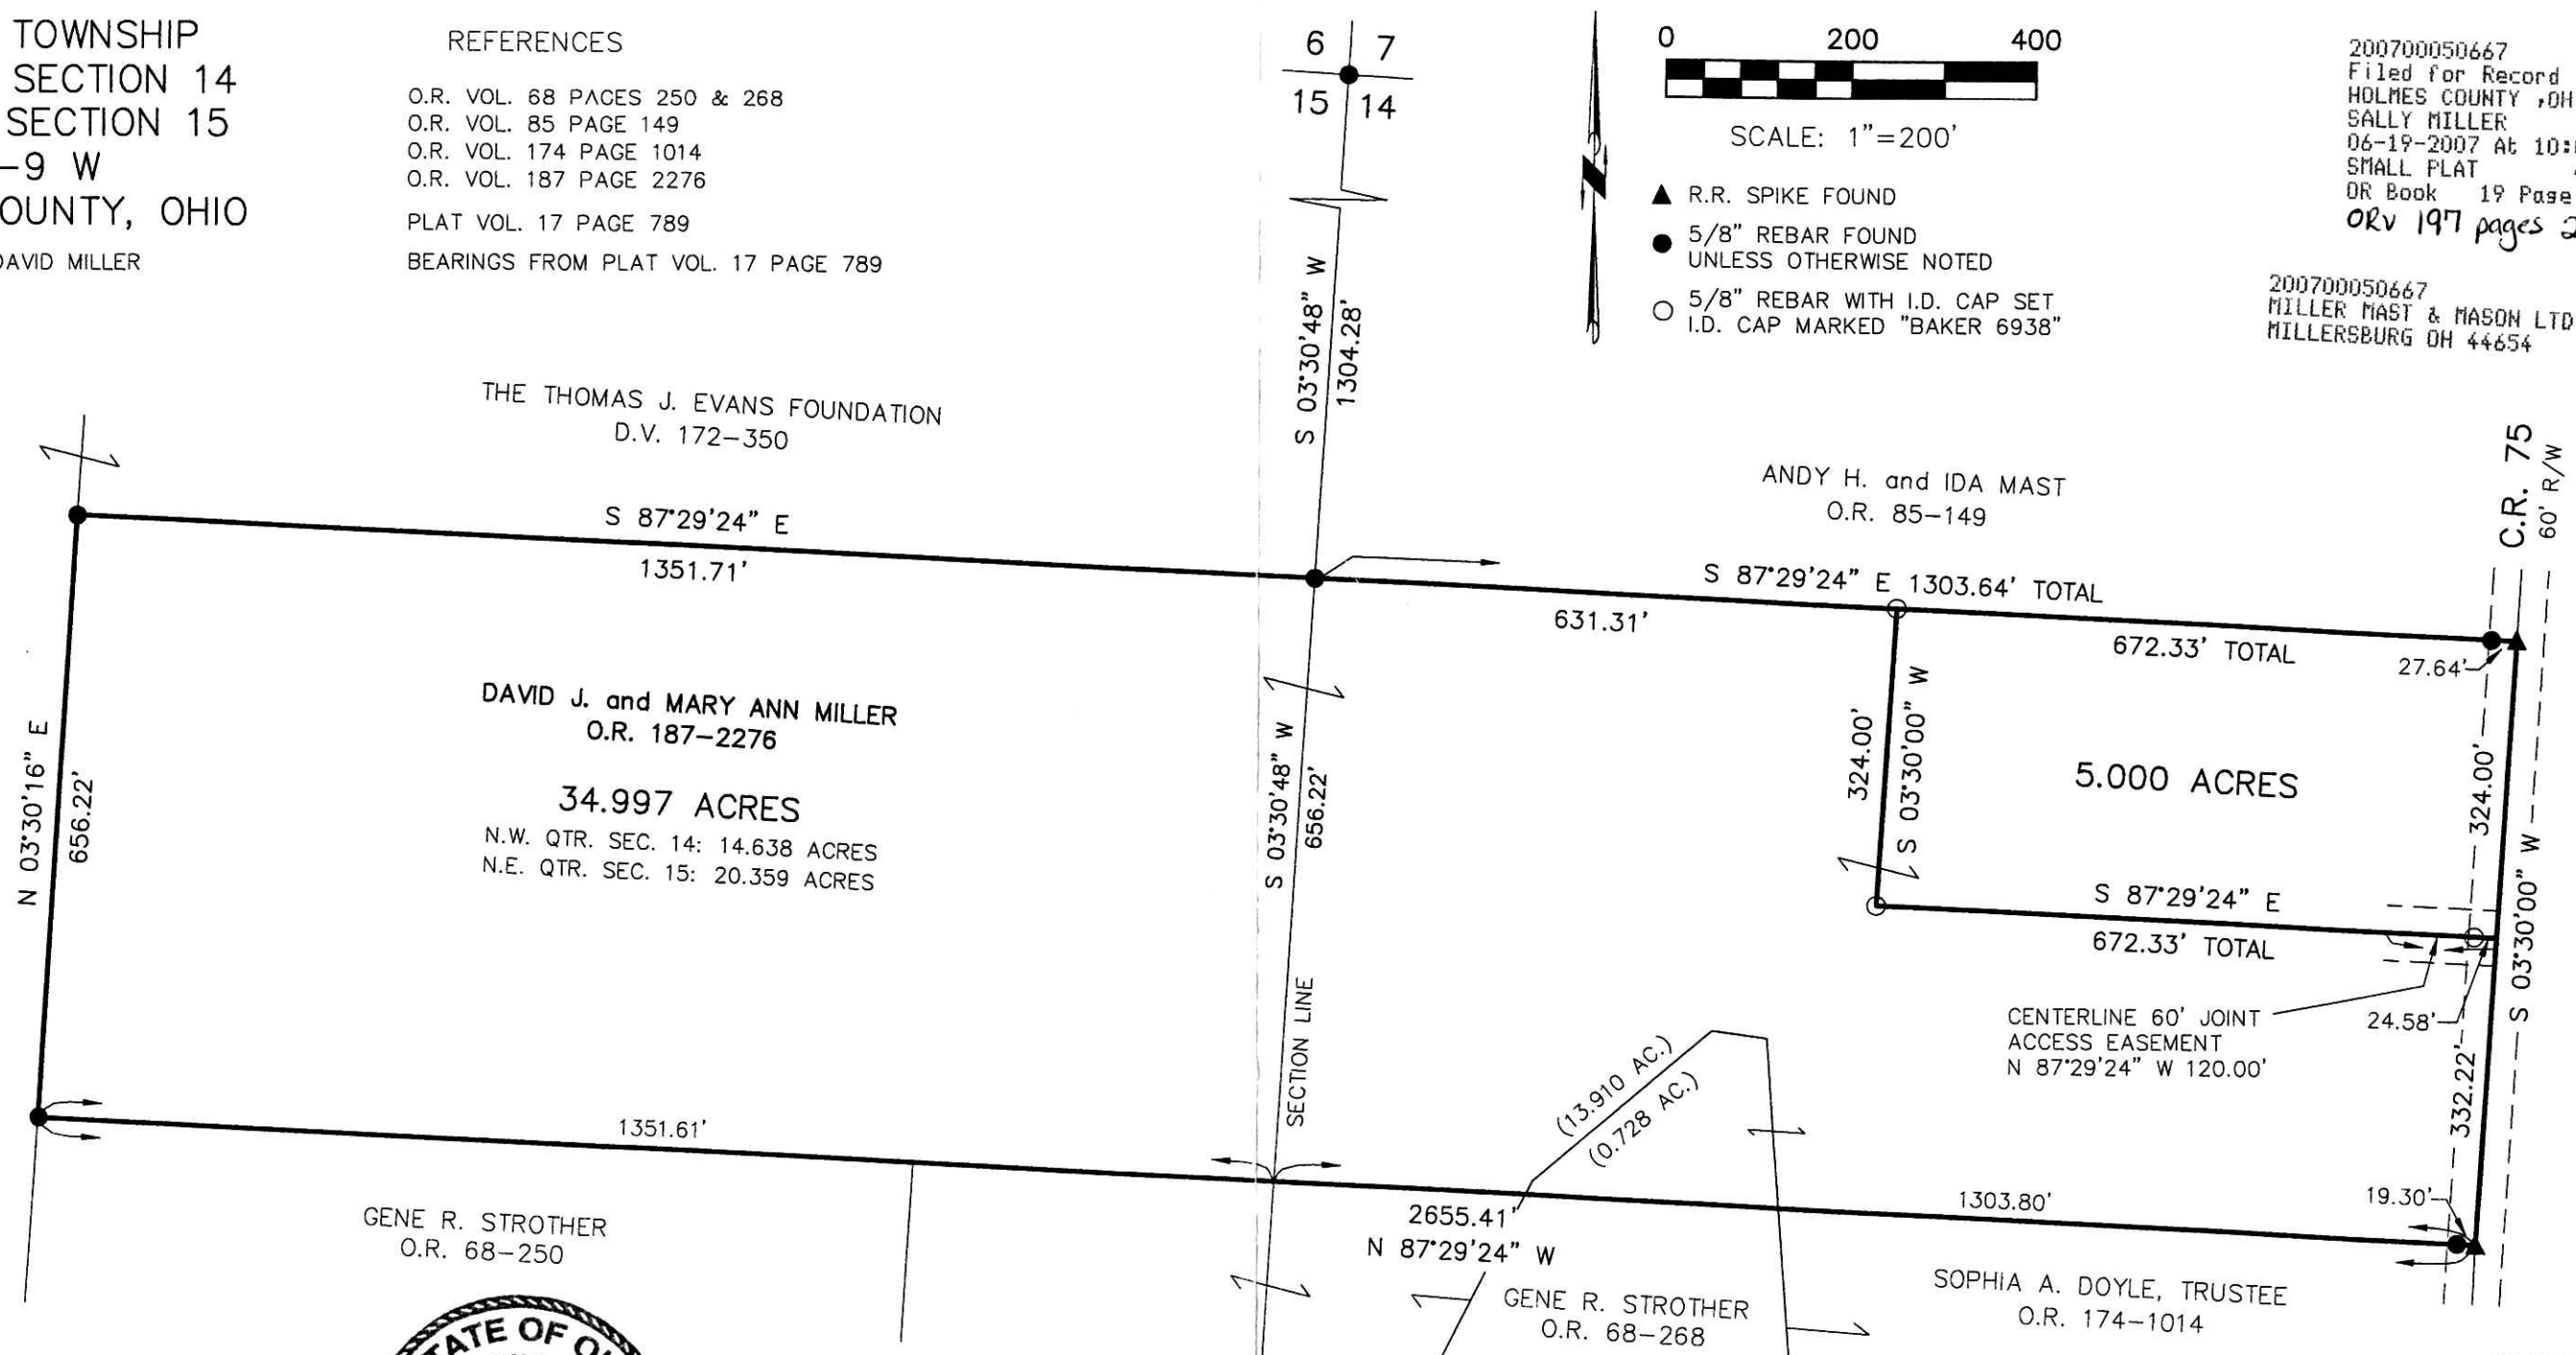 TOWNSHIP
SECTION 14
SECTION 15
-9 W
OUNTY, OHIO
DAVID MILLER
REFERENCES
O.R. VOL. 68 PAGES 250 & 268
O.R. VOL. 85 PAGE 149
O.R. VOL. 174 PAGE 1014
O.R. VOL. 187 PAGE 2276
PLAT VOL. 17 PAGE 789
BEARINGS FROM PLAT VOL. 17 PAGE 789
6 7
15 14
0 200 400
SCALE: 1"=200'
R.R. SPIKE FOUND
5/8" REBAR FOUND
UNLESS OTHERWISE NOTED
5/8" REBAR WITH I.D. CAP SET
I.D. CAP MARKED "BAKER 6938"
200700050667
Filed for Record
HOLMES COUNTY ,OH
SALLY MILLER
06-19-2007 At 10:
SMALL PLAT
OR Book 19 Page
ORV 197 pages 2
200700050667
MILLER MAST & MASON LTD
MILLERSBURG OH 44654
S 03°30'48" W
1304.28'
THE THOMAS J. EVANS FOUNDATION
D.V. 172-350
ANDY H. and IDA MAST
O.R. 85-149
C.R. 75
60' R/W
S 87°29'24" E
1351.71'
S 87°29'24" E 1303.64' TOTAL
631.31'
672.33' TOTAL
27.64'
DAVID J. and MARY ANN MILLER
O.R. 187-2276
34.997 ACRES
N.W. QTR. SEC. 14: 14.638 ACRES
N.E. QTR. SEC. 15: 20.359 ACRES
N 03°30'16" E
656.22'
S 03°30'48" W
656.22'
SECTION LINE
324.00'
S 03°30'00" W
5.000 ACRES
324.00'
S 03°30'00" W
S 87°29'24" E
672.33' TOTAL
CENTERLINE 60' JOINT
ACCESS EASEMENT
N 87°29'24" W 120.00'
24.58'
332.22'
(13.910 AC.)
(0.728 AC.)
1351.61'
1303.80'
19.30'
2655.41'
N 87°29'24" W
GENE R. STROTHER
O.R. 68-250
GENE R. STROTHER
O.R. 68-268
SOPHIA A. DOYLE, TRUSTEE
O.R. 174-1014
TATE OF O